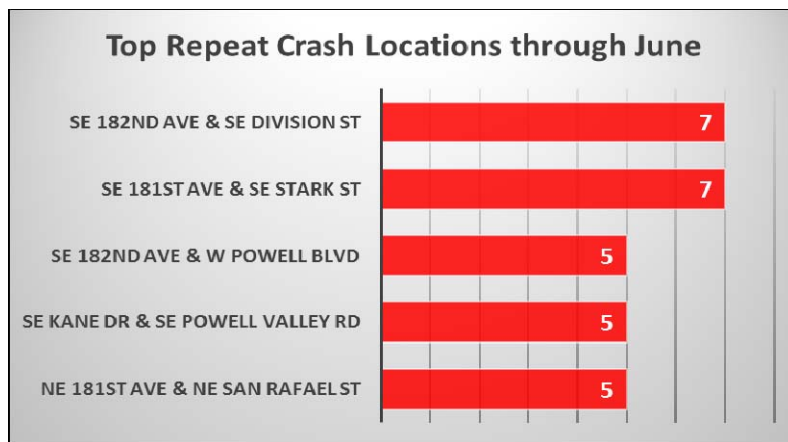 Top Repeat Crash Locations through June
SE 182ND AVE & SE DIVISION ST
7
SE 181ST AVE & SE STARK ST
7
SE 182ND AVE & W POWELL BLVD
5
SE KANE DR & SE POWELL VALLEY RD
5
NE 181ST AVE & NE SAN RAFAEL ST
5